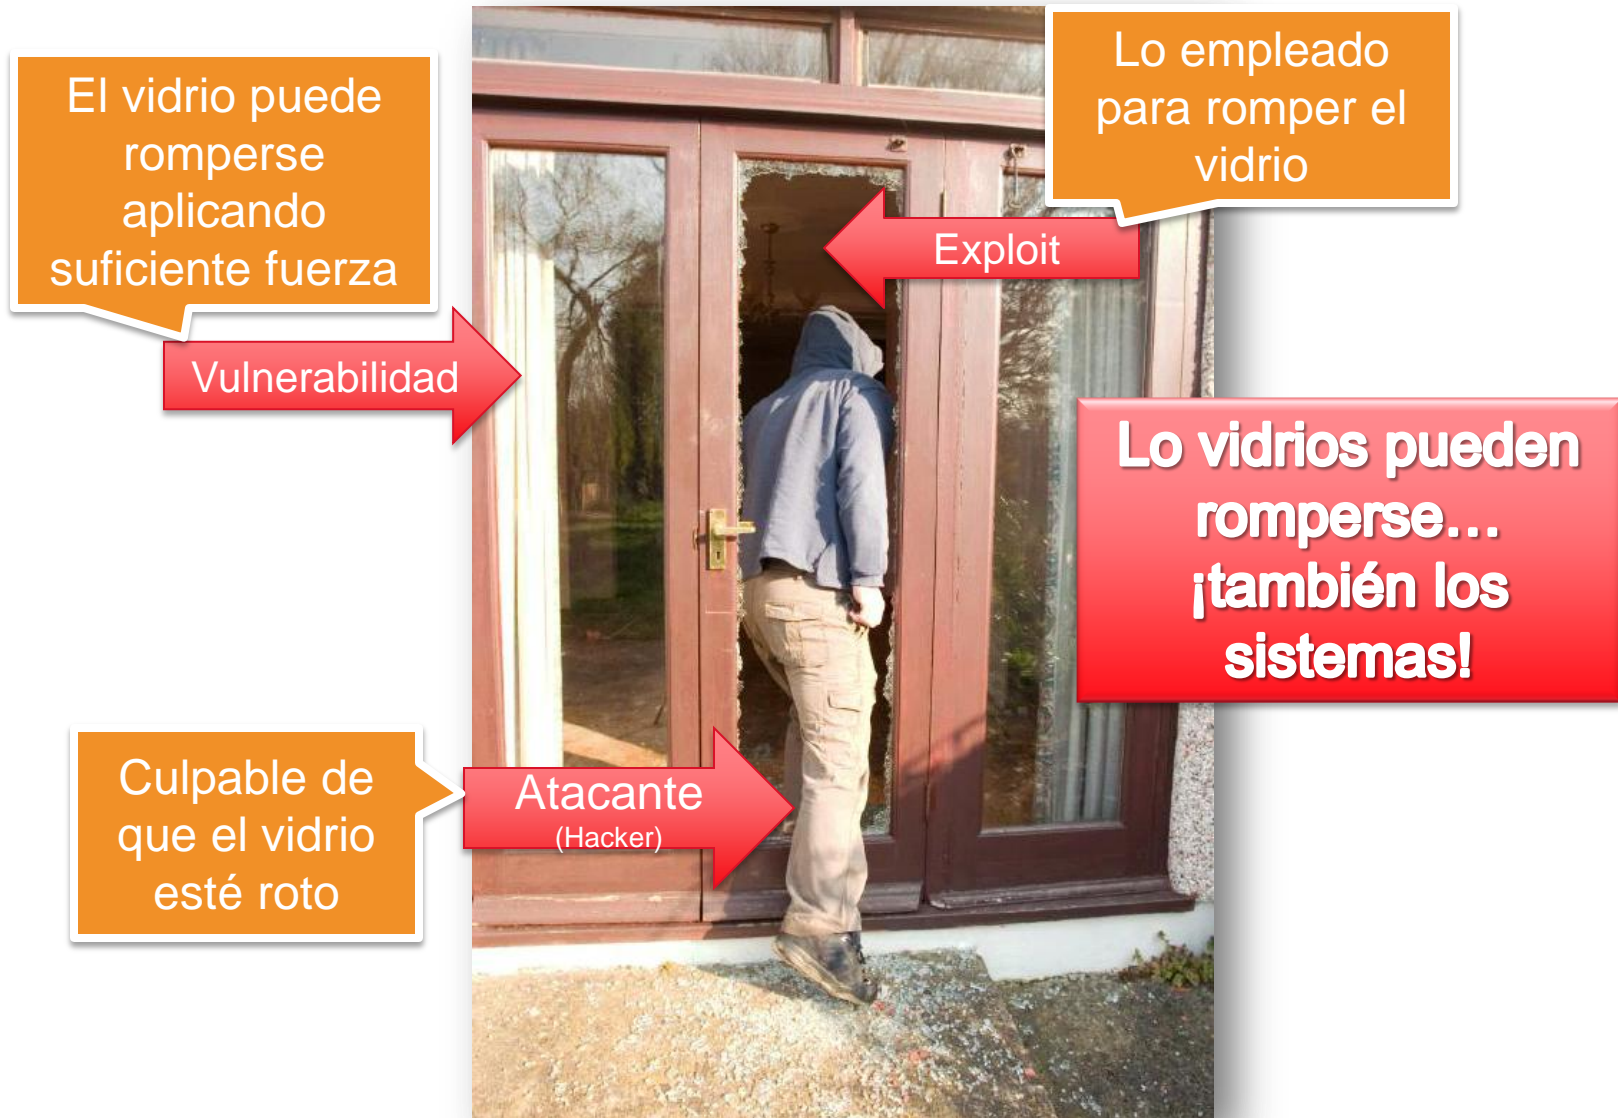 El vidrio puede
romperse
aplicando
suficiente fuerza
Vulnerabilidad
Lo empleado
para romper el
vidrio
Exploit
Lo vidrios pueden
romperse...
¡también los
sistemas!
Culpable de
que el vidrio
esté roto
Atacante
(Hacker)